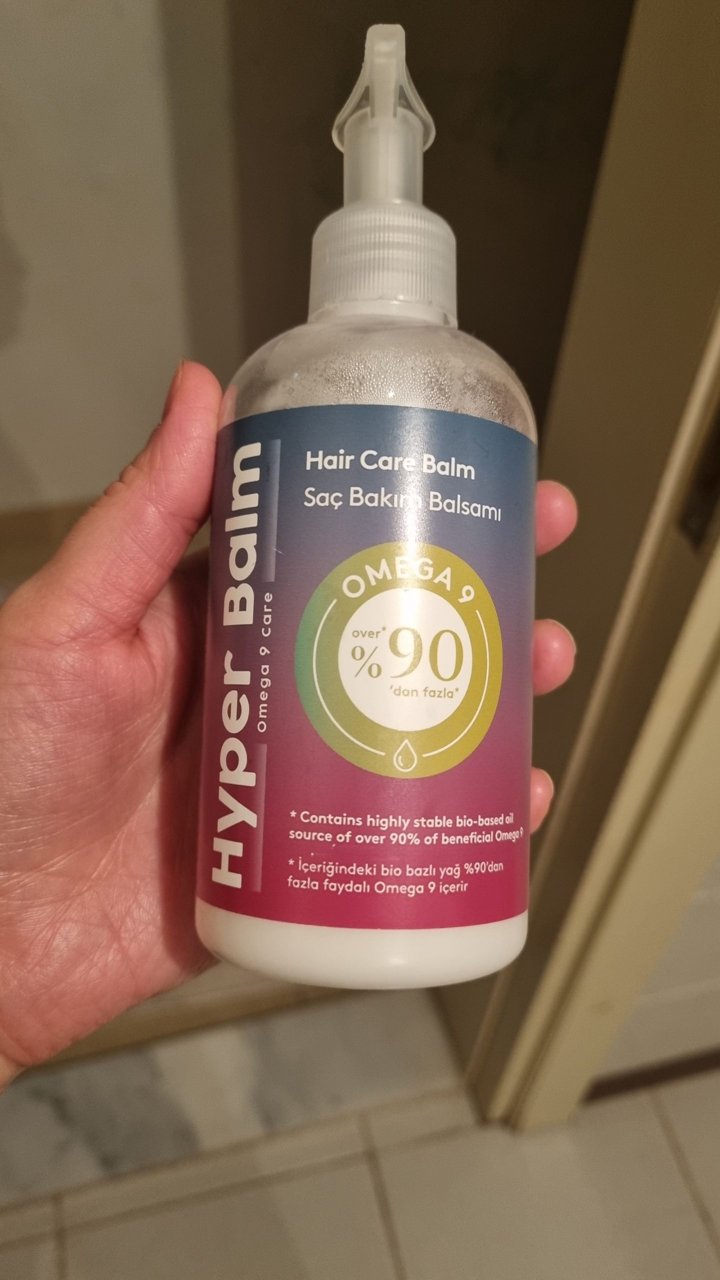 Hyper Balm
Omega 9 care
Hair Care Balm
Saç Bakım Balsamı
OMEGA 9
over*
%90
'dan fazla*
* Contains highly stable bio-based oil
source of over 90% of beneficial Omega 9
* İçeriğindeki bio bazlı yağ %90'dan
fazla faydalı Omega 9 içerir